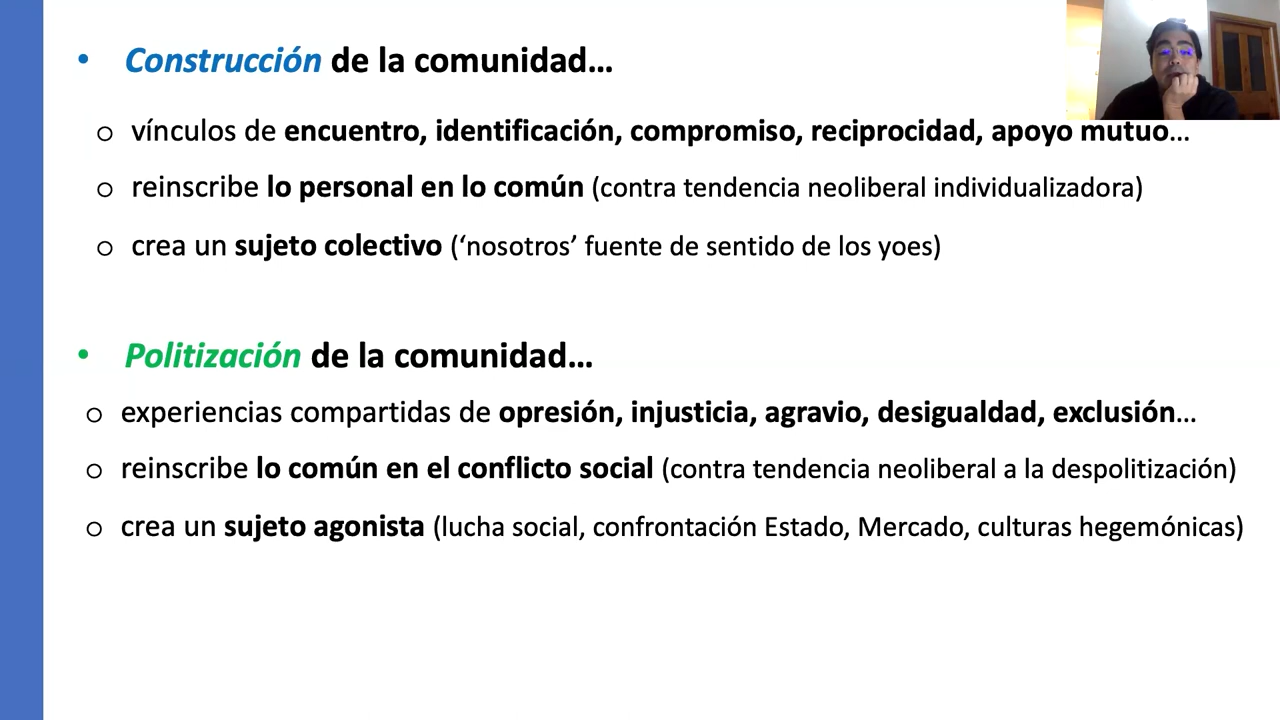 • Construcción de la comunidad...
o vínculos de encuentro, identificación, compromiso, reciprocidad, apoyo mutuo...
o reinscribe lo personal en lo común (contra tendencia neoliberal individualizadora)
o crea un sujeto colectivo (‘nosotros’ fuente de sentido de los yoes)
• Politización de la comunidad...
o experiencias compartidas de opresión, injusticia, agravio, desigualdad, exclusión...
o reinscribe lo común en el conflicto social (contra tendencia neoliberal a la despolitización)
o crea un sujeto agonista (lucha social, confrontación Estado, Mercado, culturas hegemónicas)